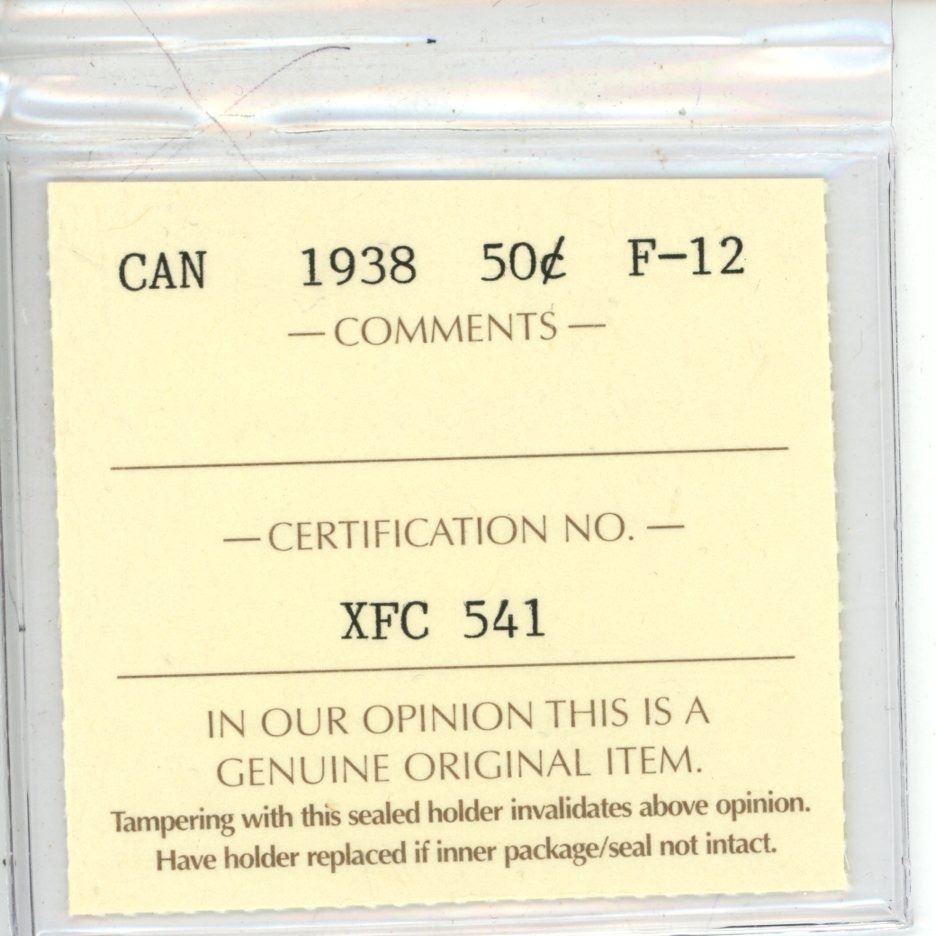 CAN 1938 50¢ F-12
— COMMENTS —
— CERTIFICATION NO. —
XFC 541
IN OUR OPINION THIS IS A
GENUINE ORIGINAL ITEM.
Tampering with this sealed holder invalidates above opinion.
Have holder replaced if inner package/seal not intact.